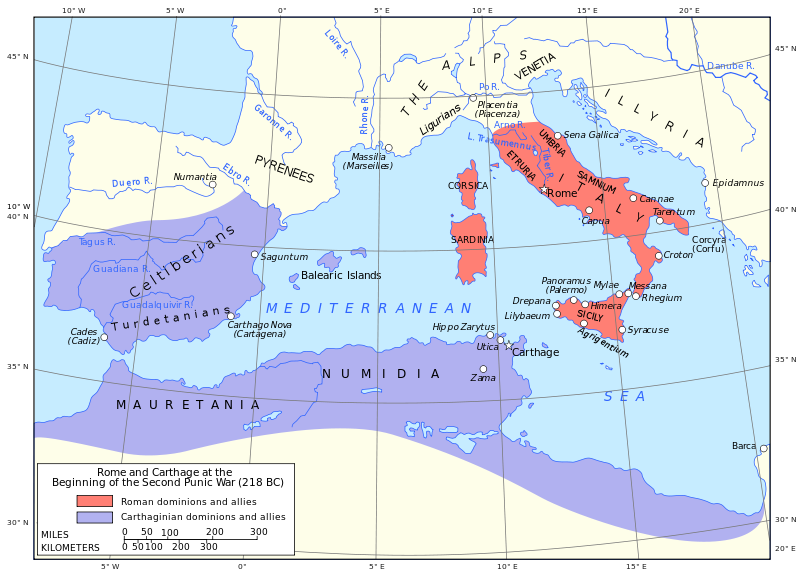 10° W
5° W
0°
5° E
10° E
15° E
20° E
45° N
45° N
40° N
40° N
35° N
35° N
30° N
30° N
20° E
5° W
0°
5° E
10° E
15° E
Loire R.
Garonne R.
Rhone R.
THE ALPS
VENETIA
Po R.
Placentia
(Piacenza)
Ligurians
Danube R.
ILLYRIA
Arno R.
L. Trasumennus
Tiber R.
UMBRIA
ETRURIA
Sena Gallica
SAMNIUM
ITALY
Rome
Capua
Cannae
Tarentum
Epidamnus
Corcyra
(Corfu)
Croton
Massilia
(Marseilles)
PYRENEES
Numantia
Ebro R.
Duero R.
Tagus R.
Guadiana R.
Celtiberians
Guadalquivir R.
Turdetanians
Saguntum
Balearic Islands
Carthago Nova
(Cartagena)
Cades
(Cadiz)
CORSICA
SARDINIA
MEDITERRANEAN
SEA
Panoramus
(Palermo)
Mylae
Messana
Rhegium
Drepana
Himera
Lilybaeum
SICILY
Agrigentium
Syracuse
Hippo Zarytus
Utica
Carthage
Zama
NUMIDIA
MAURETANIA
Barca
Rome and Carthage at the
Beginning of the Second Punic War (218 BC)
Roman dominions and allies
Carthaginian dominions and allies
MILES
0 50 100 200 300
KILOMETERS
0 50 100 200 300